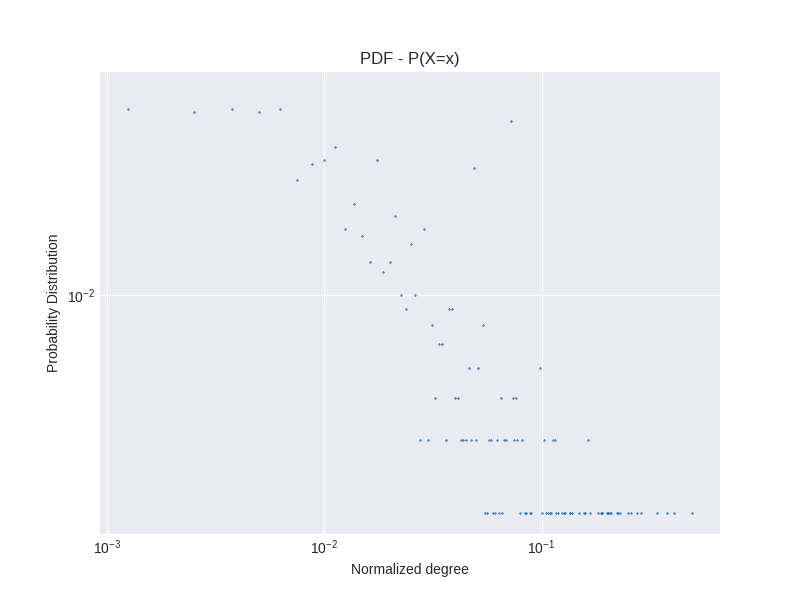 PDF - P(X=x)
Probability Distribution
10⁻²
10⁻³ 10⁻² 10⁻¹
Normalized degree